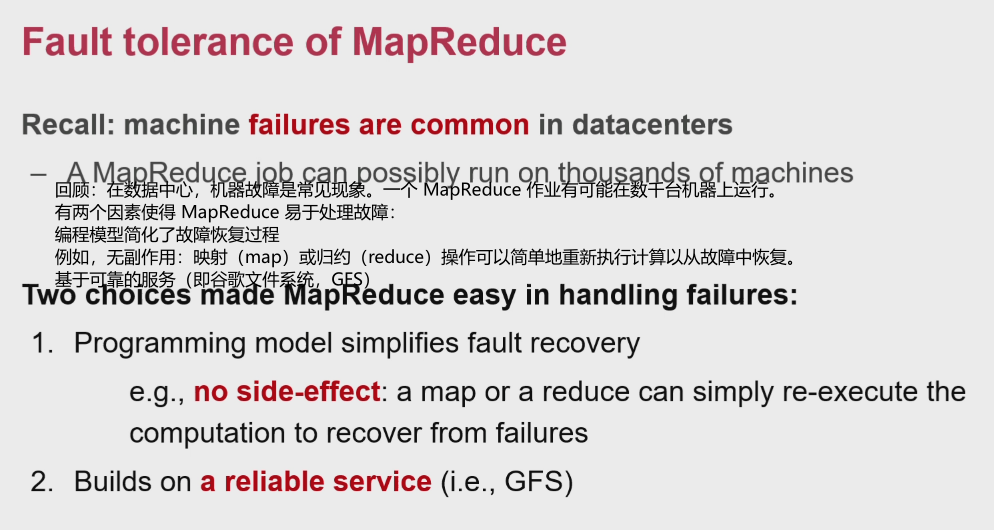 Fault tolerance of MapReduce
Recall: machine failures are common in datacenters
– A MapReduce job can possibly run on thousands of machines
回顾：在数据中心，机器故障是常见现象。一个 MapReduce 作业有可能在数千台机器上运行。
有两个因素使得 MapReduce 易于处理故障：
编程模型简化了故障恢复过程
例如，无副作用：映射（map）或归约（reduce）操作可以简单地重新执行计算以从故障中恢复。
基于可靠的服务（即谷歌文件系统，GFS）
Two choices made MapReduce easy in handling failures:
1. Programming model simplifies fault recovery
e.g., no side-effect: a map or a reduce can simply re-execute the
computation to recover from failures
2. Builds on a reliable service (i.e., GFS)